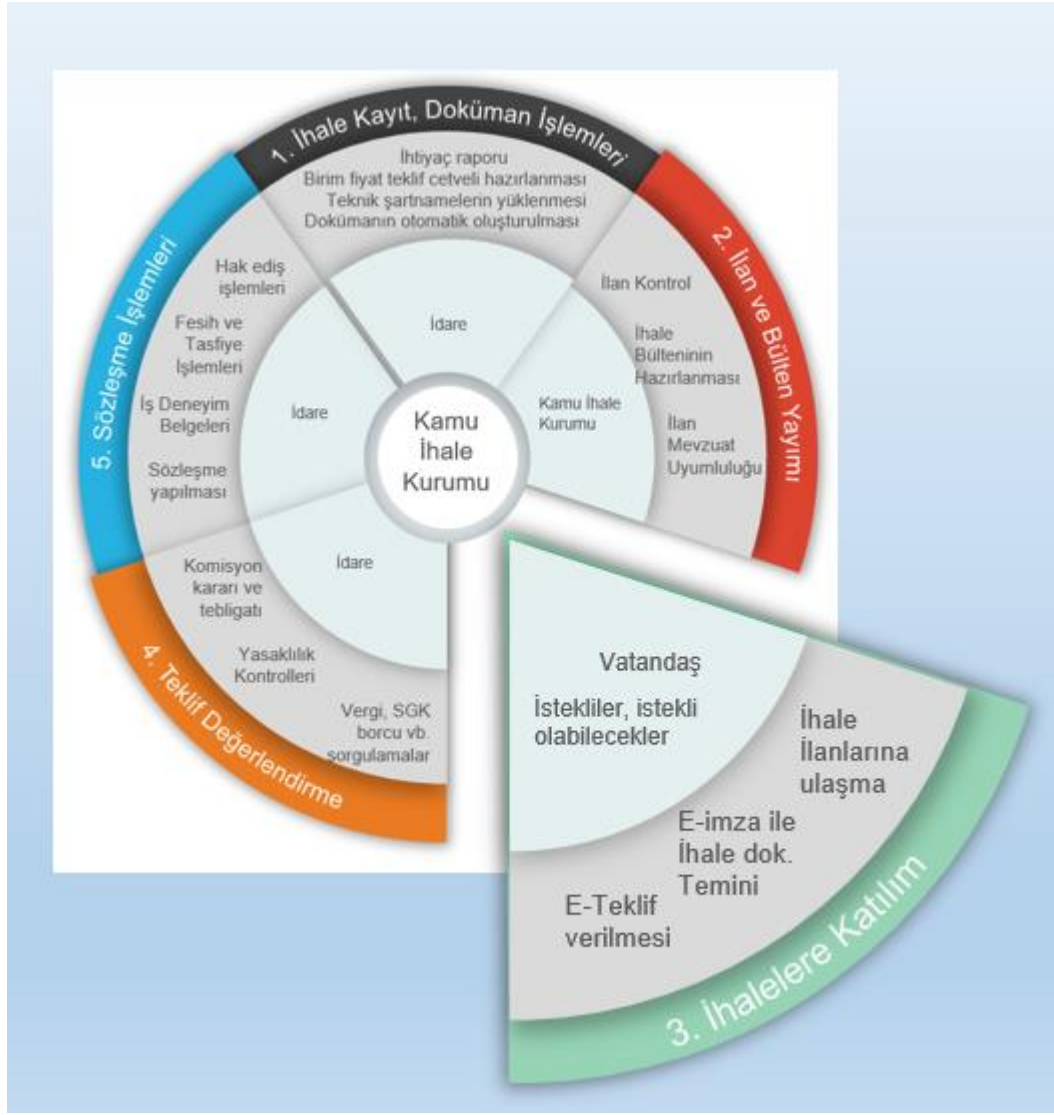 1. İhale Kayıt, Doküman İşlemleri
İhtiyaç raporu
Birim fiyat teklif cetveli hazırlanması
Teknik şartnamelerin yüklenmesi
Dokümanın otomatik oluşturulması
İdare
2. İlan ve Bülten Yayımı
İlan Kontrol
İhale
Bülteninin
Hazırlanması
İlan
Mevzuat
Uyumluluğu
Kamu İhale
Kurumu
3. İhalelere Katılım
Vatandaş
İstekliler, istekli
olabilecekler
İhale
İlanlarına
ulaşma
E-imza ile
İhale dok.
Temini
E-Teklif
verilmesi
4. Teklif Değerlendirme
Komisyon
kararı ve
tebligatı
Yasaklılık
Kontrolleri
Vergi, SGK
borcu vb.
sorgulamalar
İdare
5. Sözleşme İşlemleri
Hak ediş
işlemleri
Fesih ve
Tasfiye
İşlemleri
İş Deneyim
Belgeleri
Sözleşme
yapılması
İdare
Kamu
İhale
Kurumu